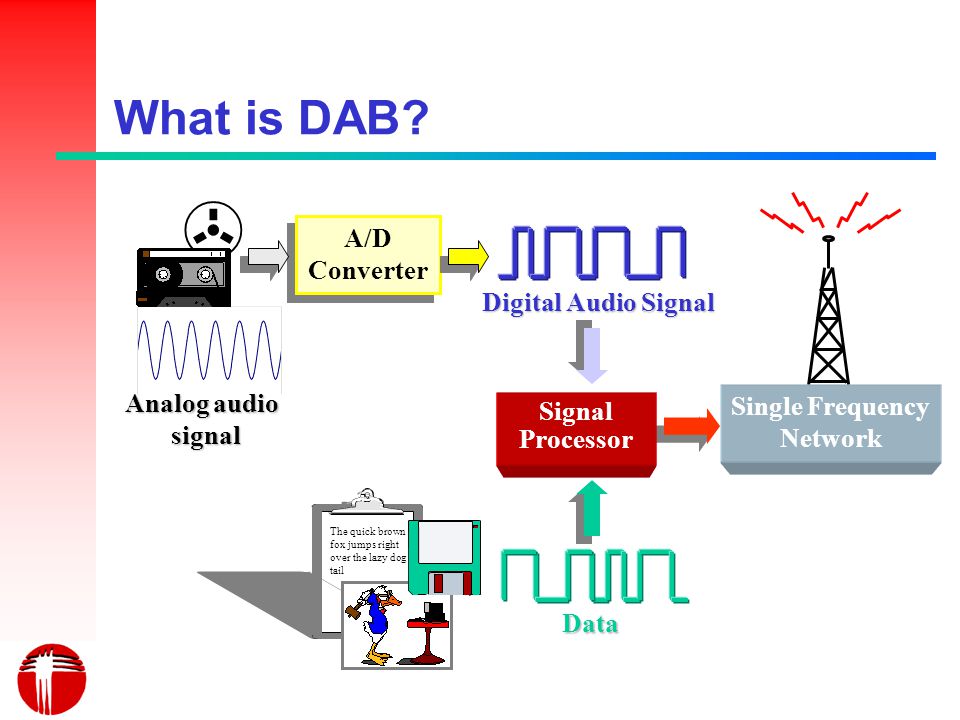 What is DAB?
A/D
Converter
Digital Audio Signal
Analog audio
signal
Signal
Processor
Single Frequency
Network
The quick brown
fox jumps right
over the lazy dog
tail
Data